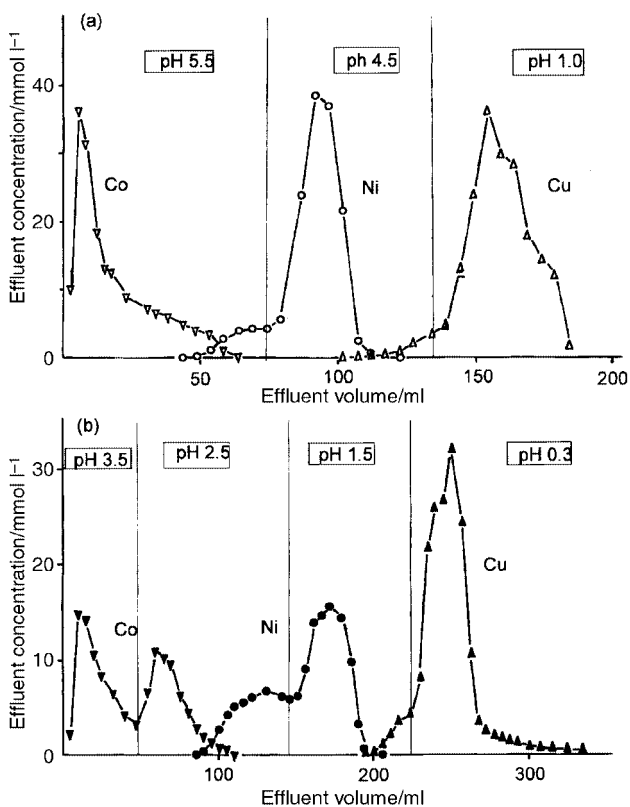 (a)
pH 5.5
ph 4.5
pH 1.0
Effluent concentration/mmol l⁻¹
40
20
0
Co
Ni
Cu
50
100
150
200
Effluent volume/ml
(b)
pH 3.5
pH 2.5
pH 1.5
pH 0.3
Effluent concentration/mmol l⁻¹
30
20
10
0
Co
Ni
Cu
100
200
300
Effluent volume/ml